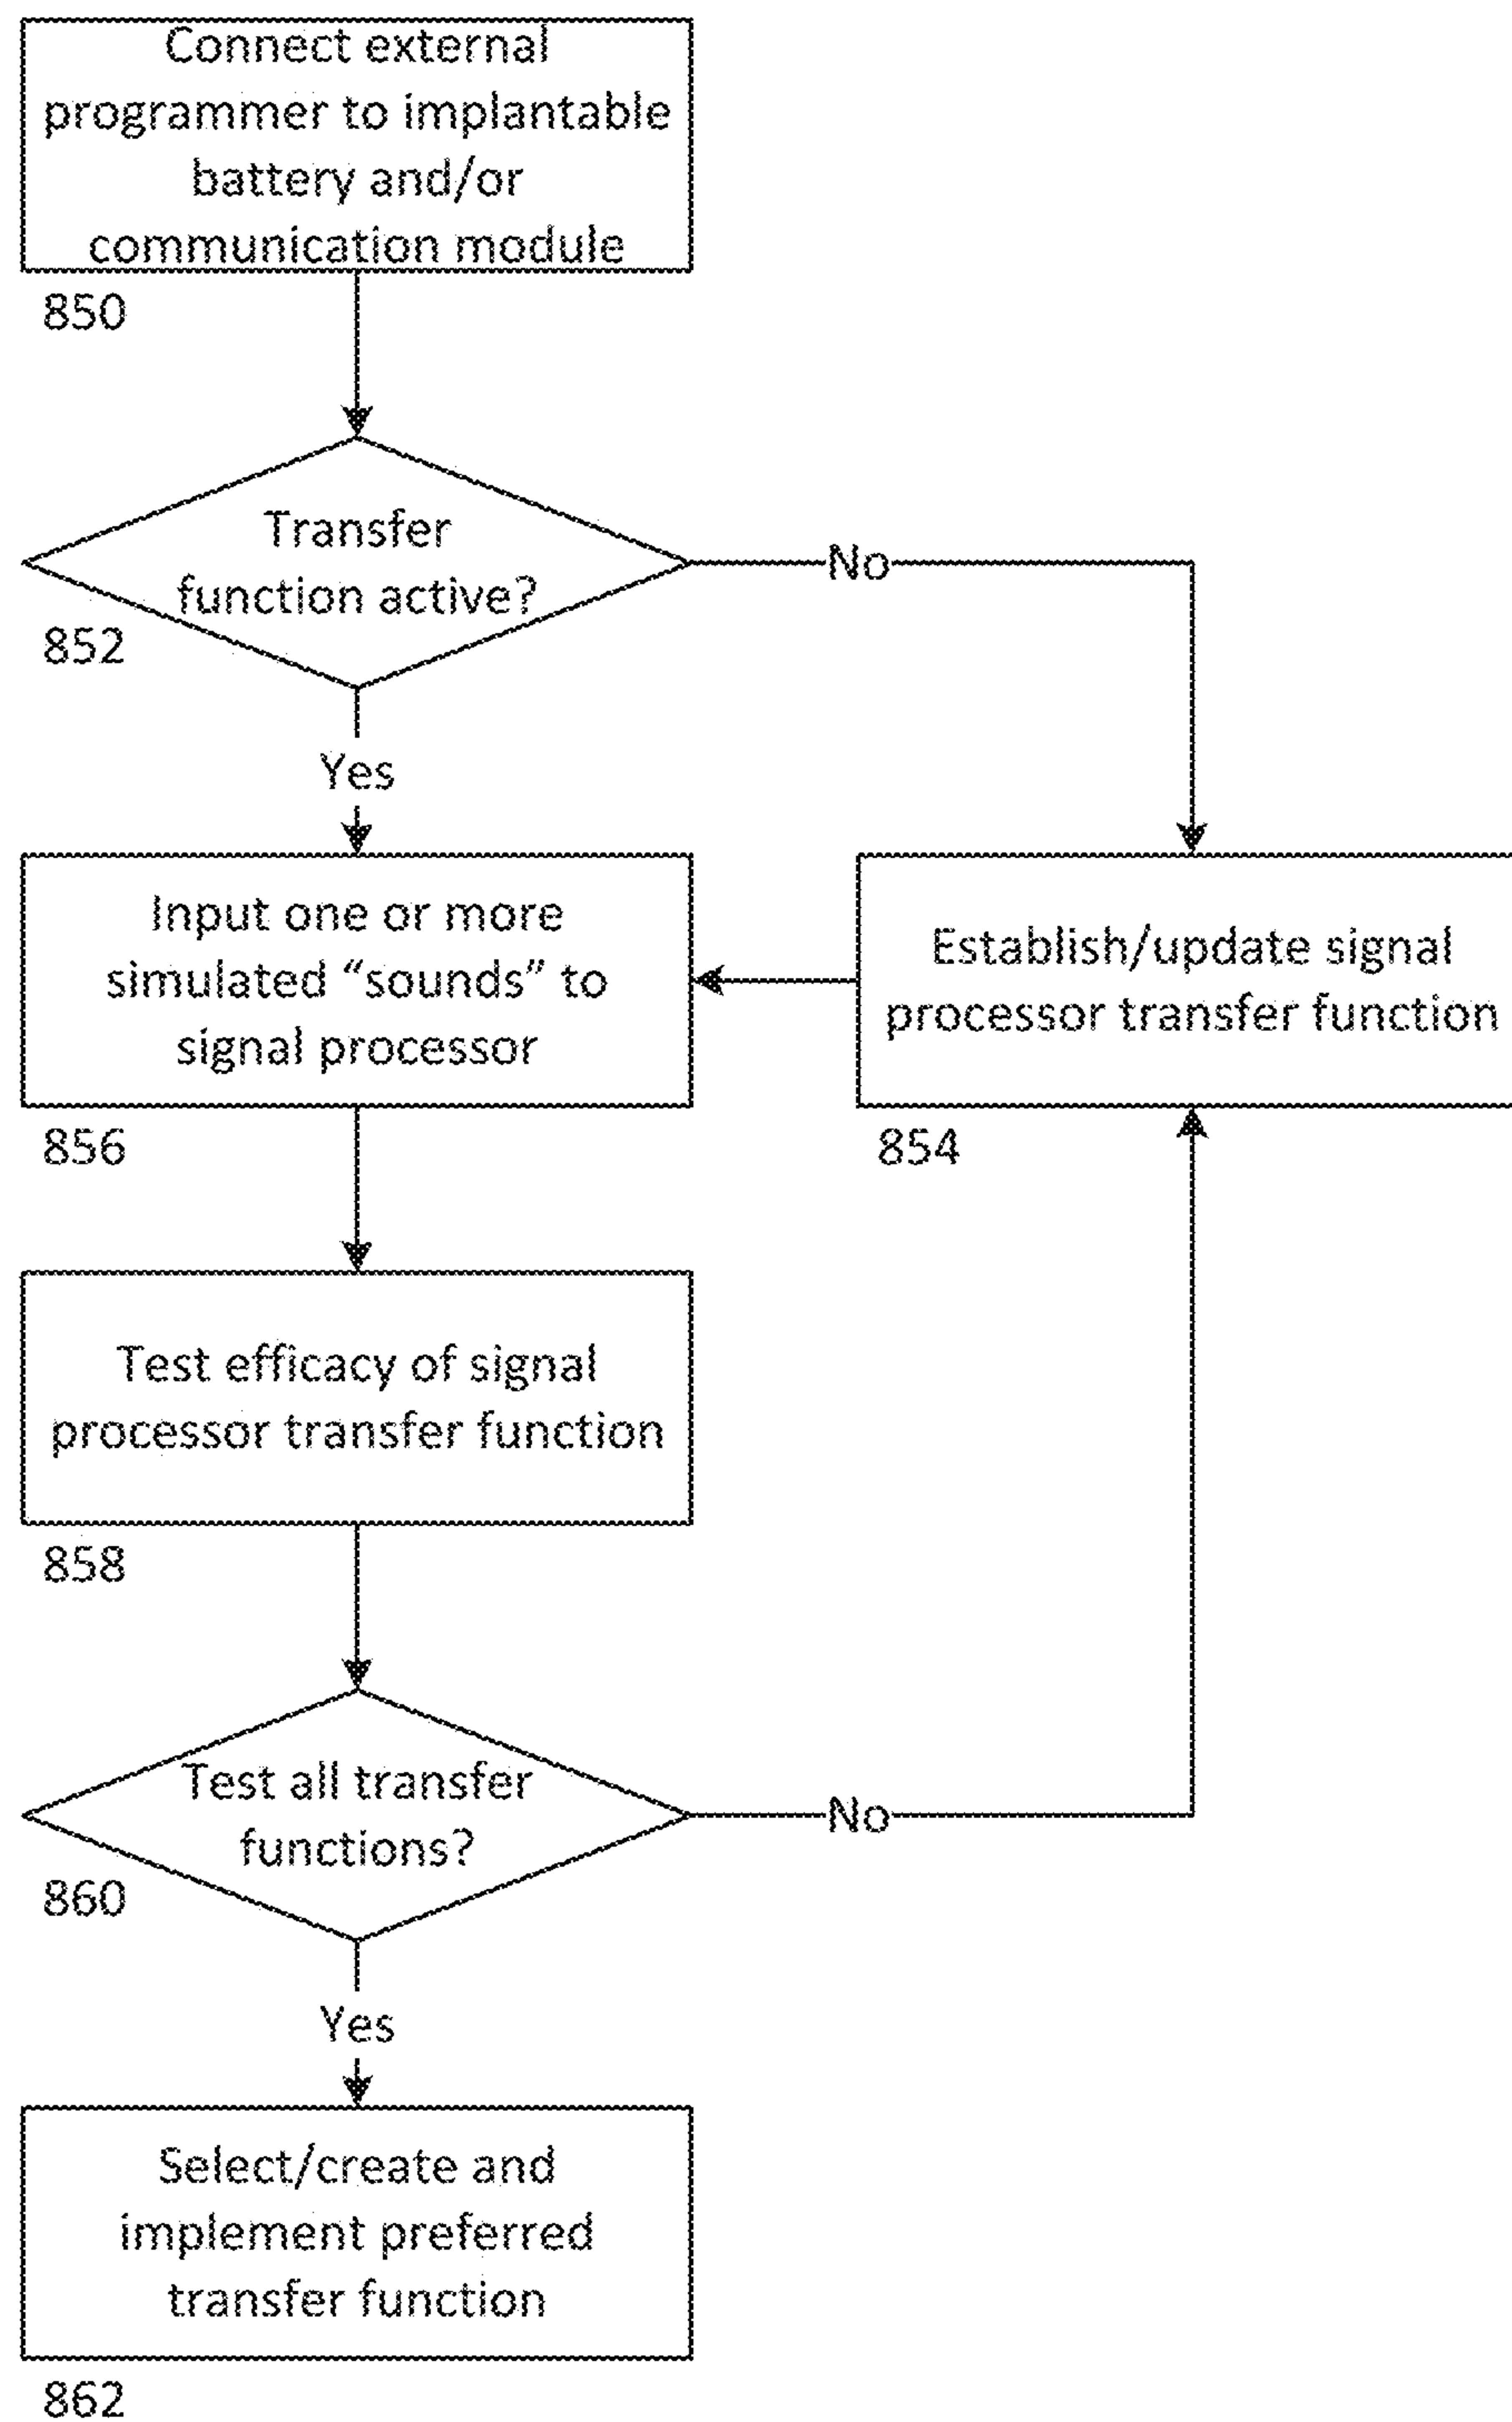 Connect external
programmer to implantable
battery and/or
communication module
850
Transfer
function active?
852
No
Yes
Input one or more
simulated “sounds” to
signal processor
856
Establish/update signal
processor transfer function
854
Test efficacy of signal
processor transfer function
858
Test all transfer
functions?
860
No
Yes
Select/create and
implement preferred
transfer function
862